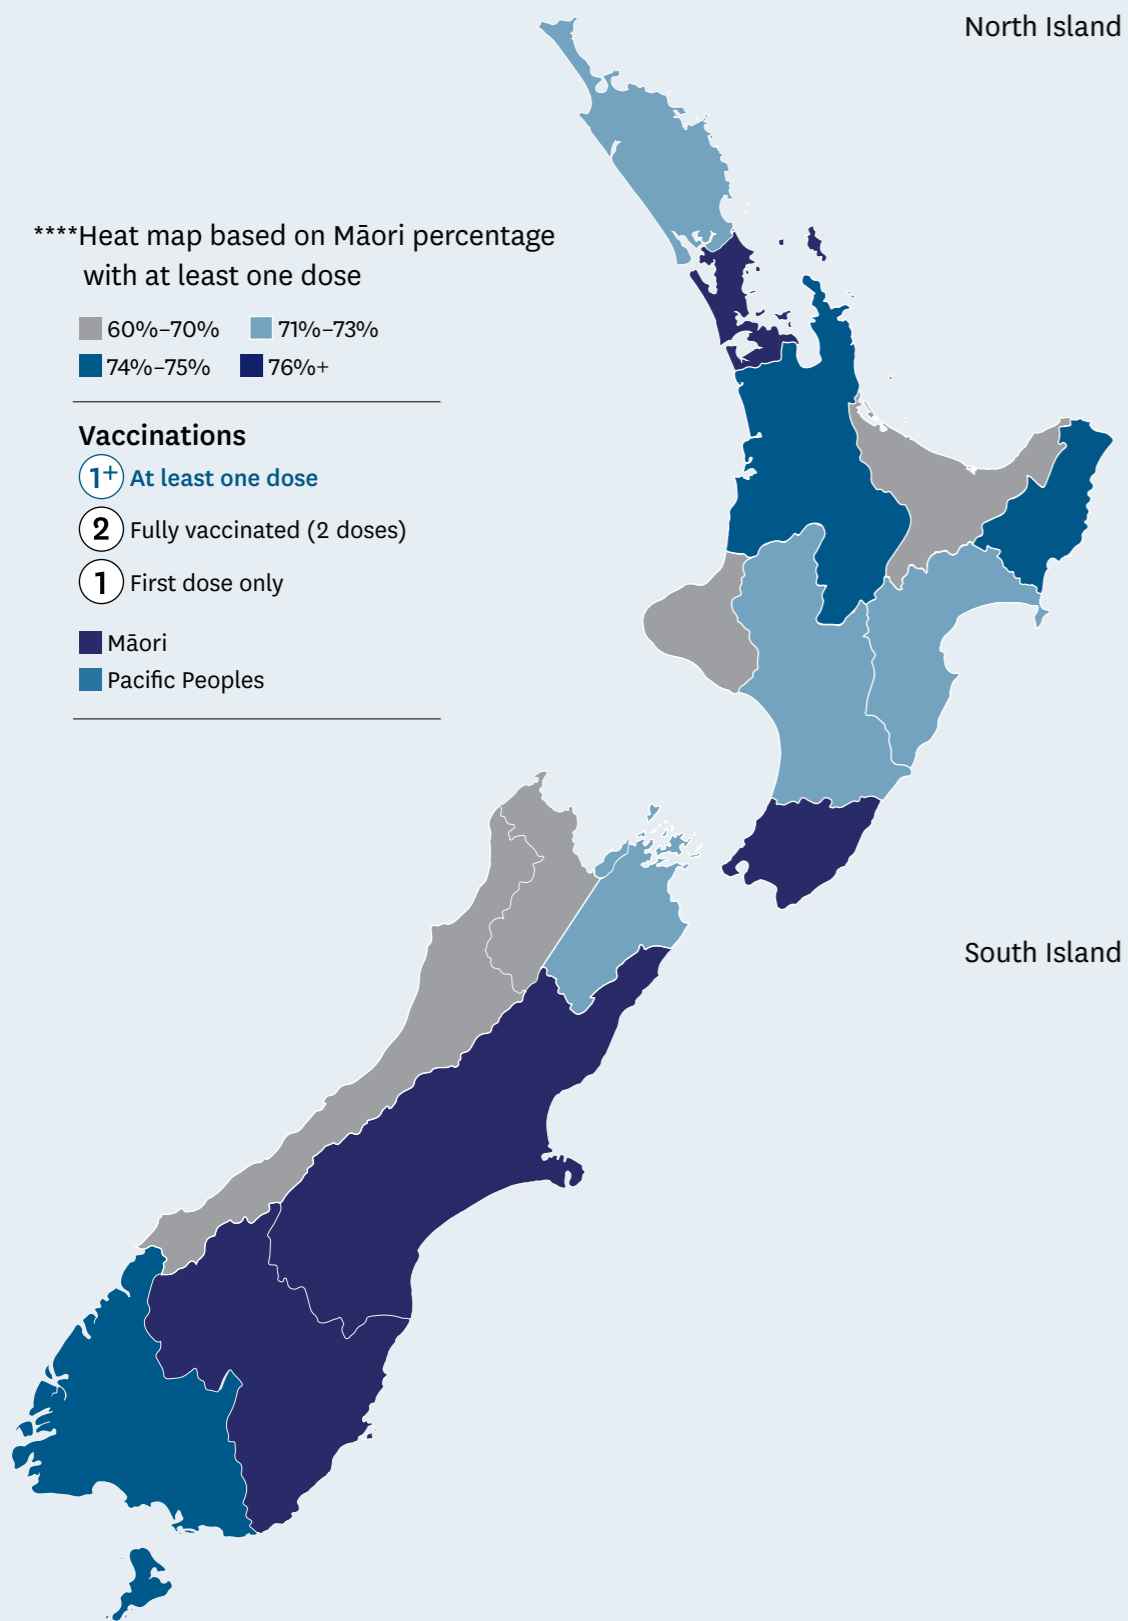 North Island
****Heat map based on Māori percentage
with at least one dose
60%–70% 71%–73%
74%–75% 76%+
Vaccinations
1+ At least one dose
2 Fully vaccinated (2 doses)
1 First dose only
Māori
Pacific Peoples
South Island